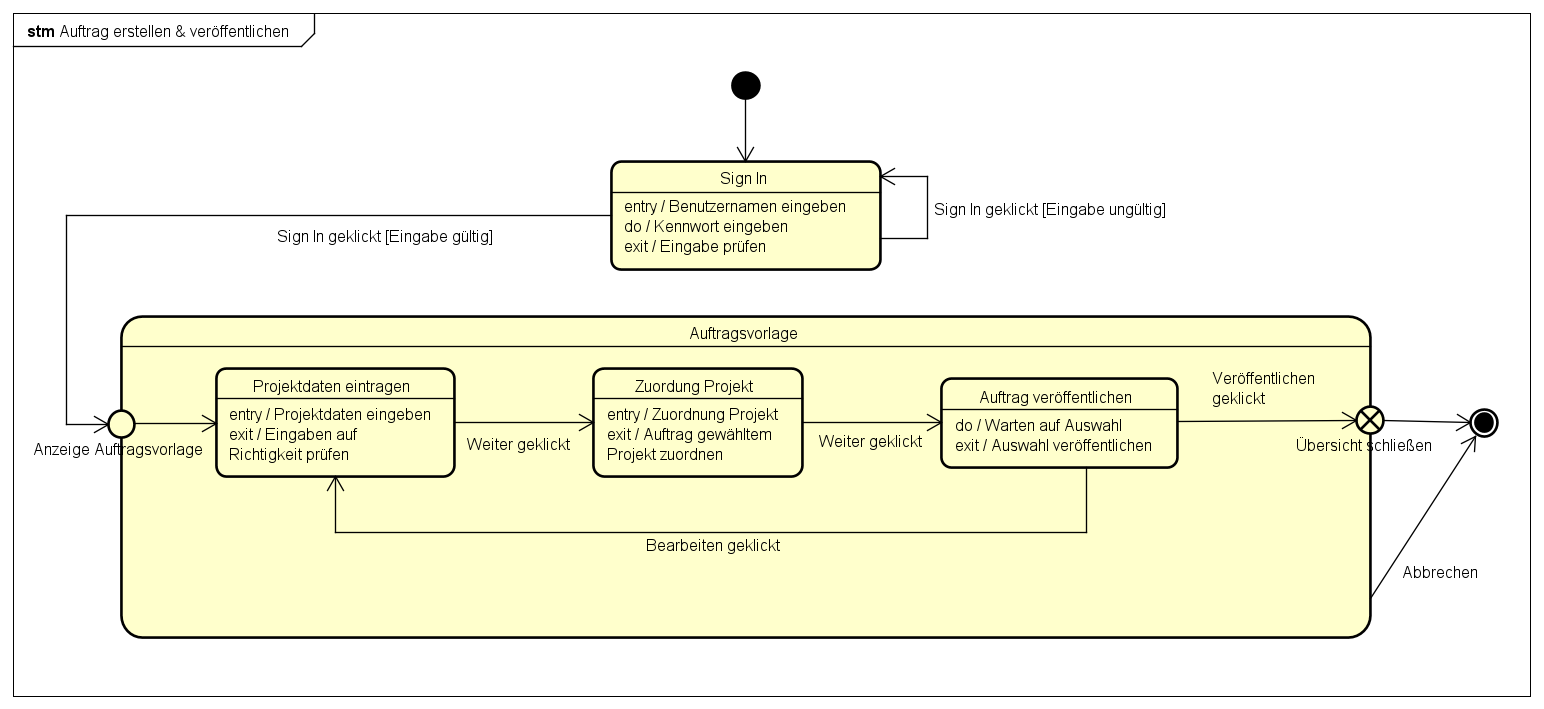 stm Auftrag erstellen & veröffentlichen
Sign In
entry / Benutzernamen eingeben
do / Kennwort eingeben
exit / Eingabe prüfen
Sign In geklickt [Eingabe ungültig]
Sign In geklickt [Eingabe gültig]
Auftragsvorlage
Anzeige Auftragsvorlage
Projektdaten eintragen
entry / Projektdaten eingeben
exit / Eingaben auf
Richtigkeit prüfen
Weiter geklickt
Zuordung Projekt
entry / Zuordnung Projekt
exit / Auftrag gewähltem
Projekt zuordnen
Weiter geklickt
Auftrag veröffentlichen
do / Warten auf Auswahl
exit / Auswahl veröffentlichen
Veröffentlichen
geklickt
Übersicht schließen
Bearbeiten geklickt
Abbrechen